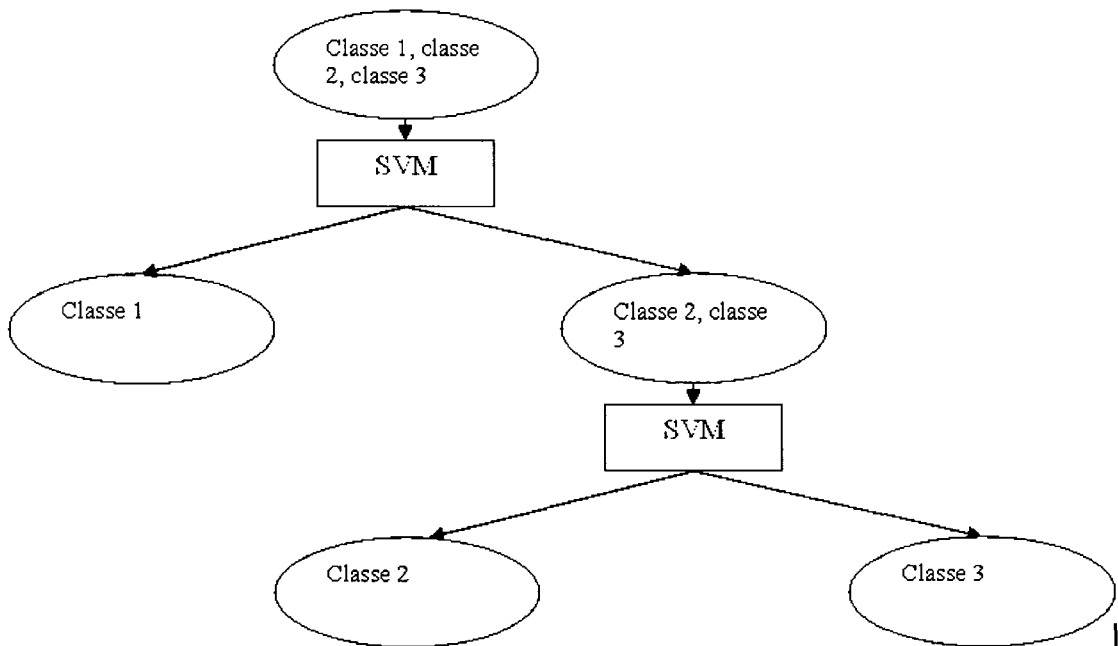 Classe 1, classe
2, classe 3
SVM
Classe 1
Classe 2, classe
3
SVM
Classe 2
Classe 3